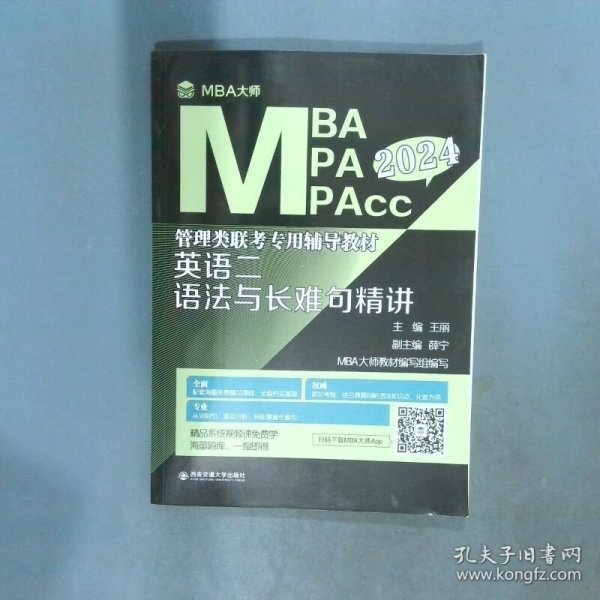 MBA大师
MBA
MPA
MPAcc
2024
管理类联考专用辅导教材
英语二
语法与长难句精讲
主 编 王丽
副主编 薛宁
MBA大师教材编写组编写
全面
权威
专业
精品系统视频课免费学
海量题库，一搜即得
扫码下载MBA大师App
西安交通大学出版社
孔夫子旧书网
www.kongfz.com